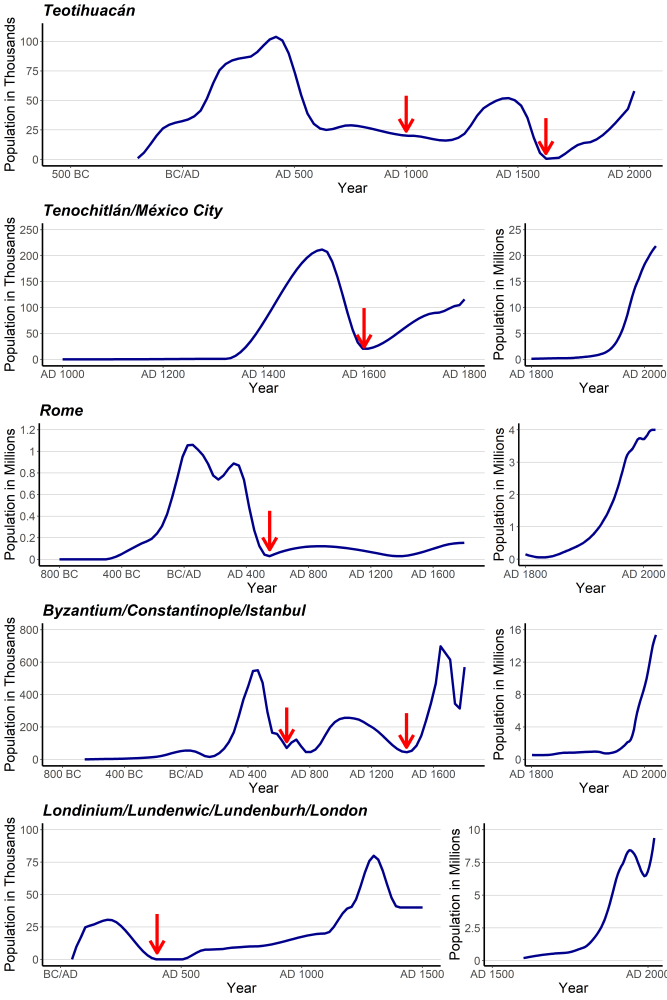 Teotihuacán
Population in Thousands
100
75
50
25
0
500 BC BC/AD AD 500 AD 1000 AD 1500 AD 2000
Year
Tenochitlán/México City
Population in Thousands
250
200
150
100
50
0
AD 1000 AD 1200 AD 1400 AD 1600 AD 1800
Year
Population in Millions
25
20
15
10
5
0
AD 1800 AD 2000
Year
Rome
Population in Millions
1.2
1
0.8
0.6
0.4
0.2
0
800 BC 400 BC BC/AD AD 400 AD 800 AD 1200 AD 1600
Year
Population in Millions
4
3
2
1
0
AD 1800 AD 2000
Year
Byzantium/Constantinople/Istanbul
Population in Thousands
800
600
400
200
0
800 BC 400 BC BC/AD AD 400 AD 800 AD 1200 AD 1600
Year
Population in Millions
16
12
8
4
0
AD 1800 AD 2000
Year
Londinium/Lundenwic/Lundenburh/London
Population in Thousands
100
75
50
25
0
BC/AD AD 500 AD 1000 AD 1500
Year
Population in Millions
10
7.5
5
2.5
0
AD 1500 AD 2000
Year